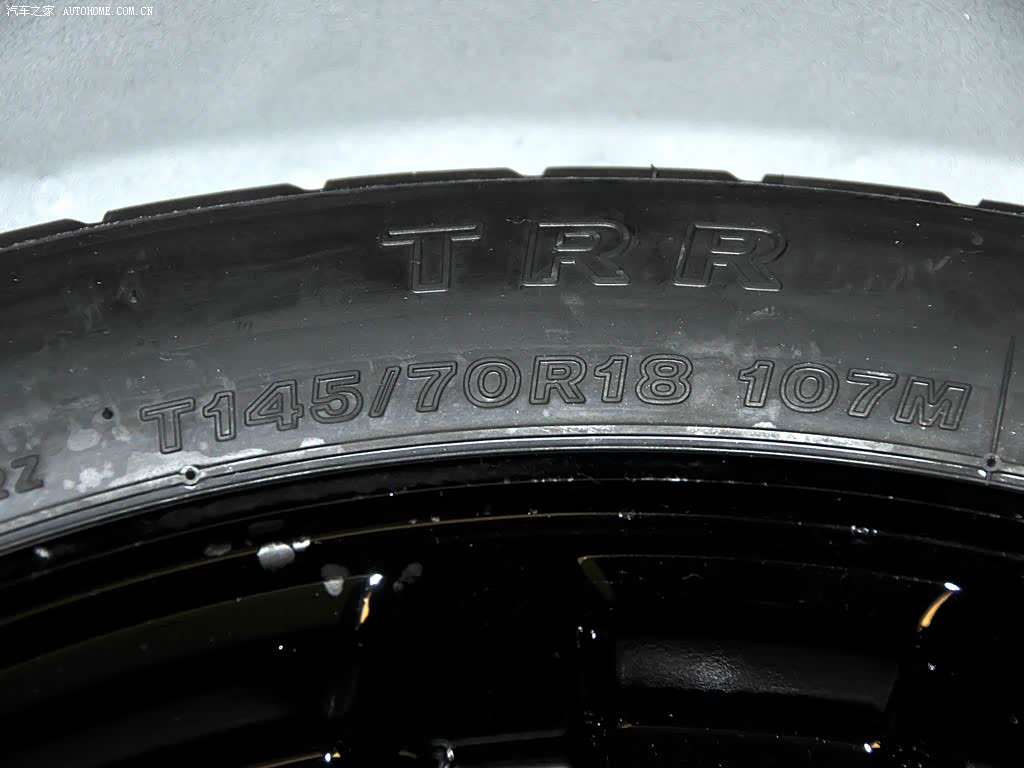 汽车之家 AUTOHOME.COM.CN
TRR
T145/70R18 107M